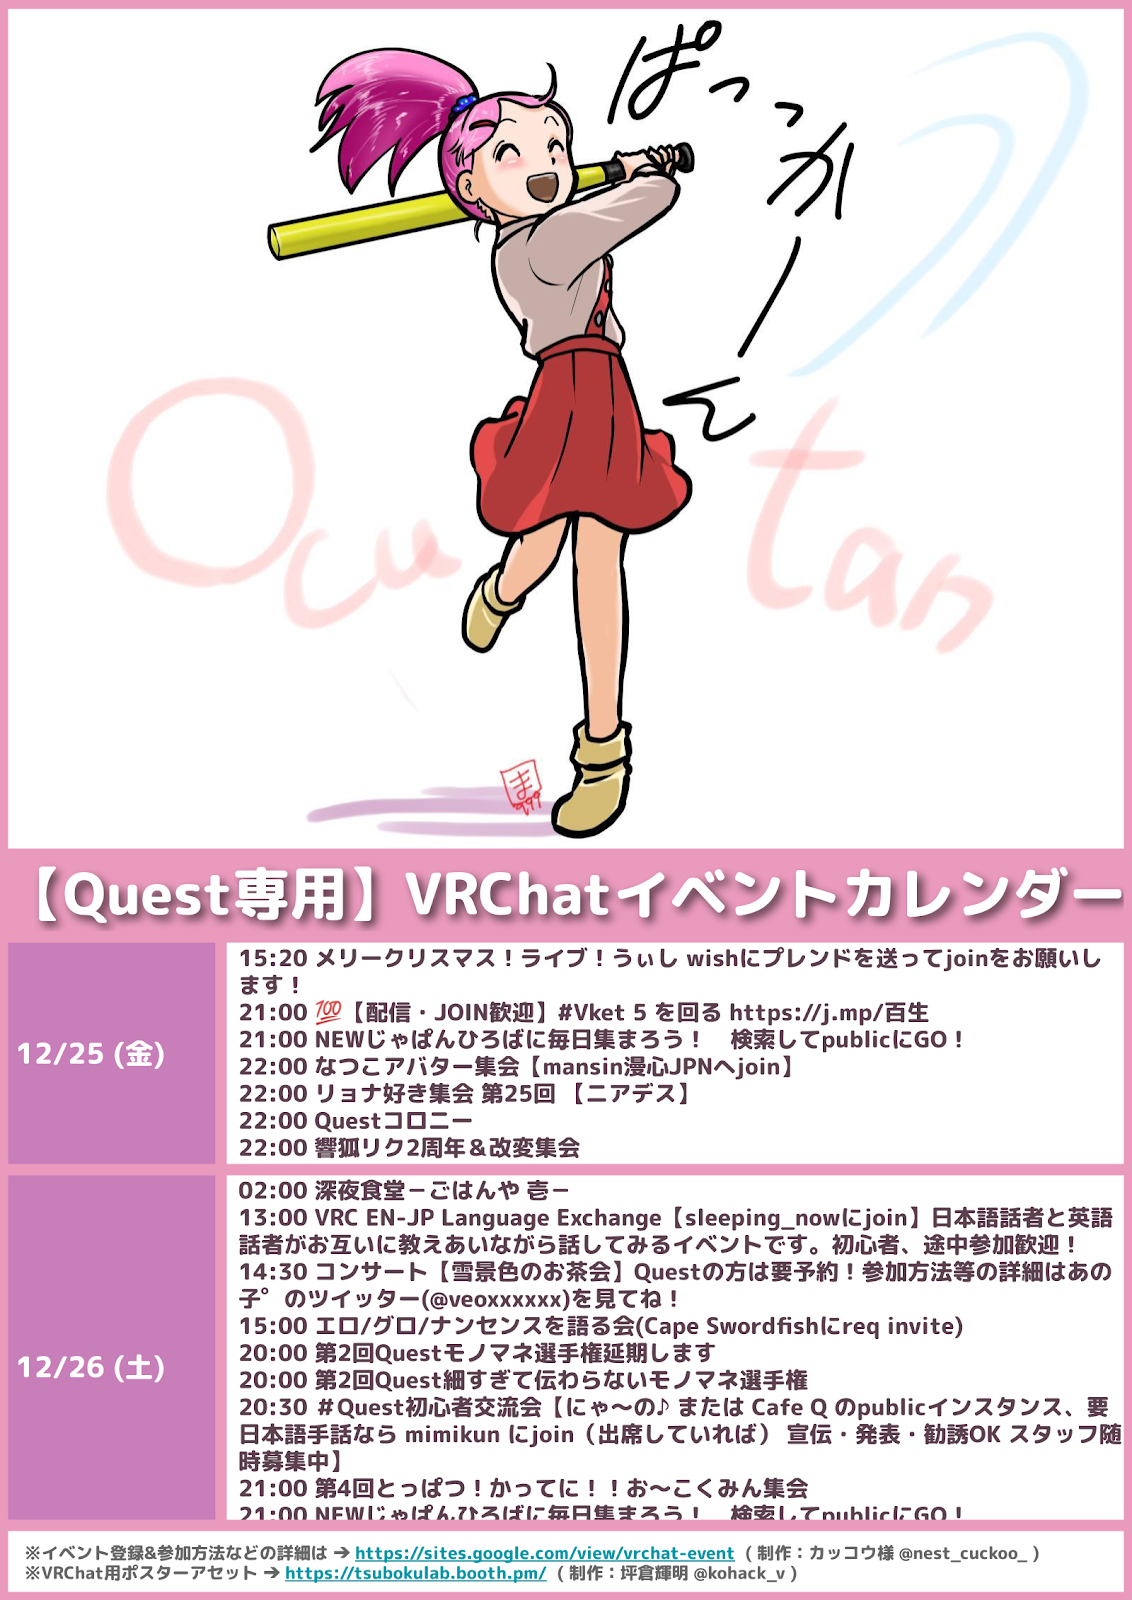 ぱっっかーん
Ocu tan
ま
999
【Quest専用】VRChatイベントカレンダー
12/25 (金)
15:20 メリークリスマス！ライブ！うぃし wishにプレンドを送ってjoinをお願いし
ます！
21:00 💯【配信・JOIN歓迎】#Vket 5 を回る https://j.mp/百生
21:00 NEWじゃぱんひろばに毎日集まろう！　検索してpublicにGO！
22:00 なつこアバター集会【mansin漫心JPNへjoin】
22:00 リョナ好き集会 第25回 【ニアデス】
22:00 Questコロニー
22:00 響狐リク2周年＆改変集会
12/26 (土)
02:00 深夜食堂－ごはんや 壱－
13:00 VRC EN-JP Language Exchange【sleeping_nowにjoin】日本語話者と英語
話者がお互いに教えあいながら話してみるイベントです。初心者、途中参加歓迎！
14:30 コンサート【雪景色のお茶会】Questの方は要予約！参加方法等の詳細はあの
子゜のツイッター(@veoxxxxxx)を見てね！
15:00 エロ/グロ/ナンセンスを語る会(Cape Swordfishにreq invite)
20:00 第2回Questモノマネ選手権延期します
20:00 第2回Quest細すぎて伝わらないモノマネ選手権
20:30 ＃Quest初心者交流会【にゃ〜の♪ または Cafe Q のpublicインスタンス、要
日本語手話なら mimikun にjoin（出席していれば） 宣伝・発表・勧誘OK スタッフ随
時募集中】
21:00 第4回とっぱつ！かってに！！お〜こくみん集会
21:00 NEWじゃぱんひろばに毎日集まろう！　検索してpublicにGO！
※イベント登録&参加方法などの詳細は ➔ https://sites.google.com/view/vrchat-event （制作：カッコウ様 @nest_cuckoo_ )
※VRChat用ポスターアセット ➔ https://tsubokulab.booth.pm/ （制作：坪倉輝明 @kohack_v )